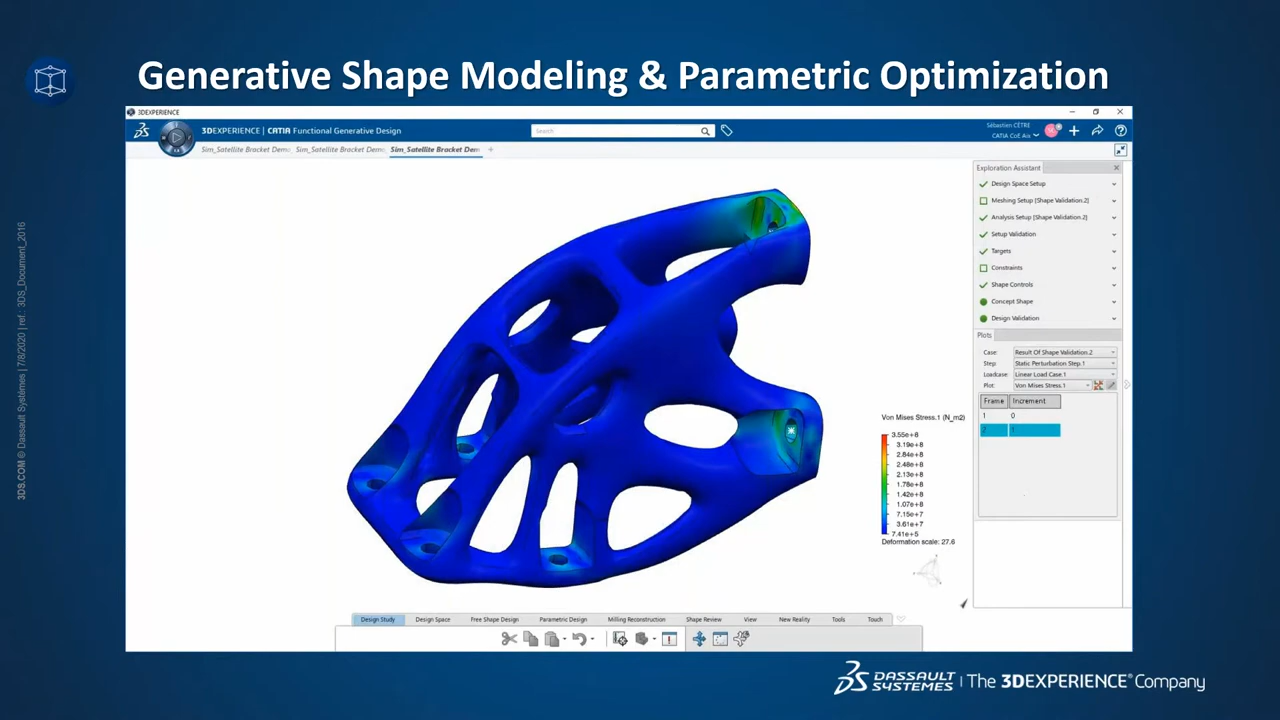 Generative Shape Modeling & Parametric Optimization
3DEXPERIENCE
3DEXPERIENCE | CATIA Functional Generative Design
Search
Sébastien CÈTRE
CATIA CoE Aix
Sim_Satellite Bracket Dem
Sim_Satellite Bracket Dem
Sim_Satellite Bracket Dem
Exploration Assistant
Design Space Setup
Meshing Setup [Shape Validation.2]
Analysis Setup [Shape Validation.2]
Setup Validation
Targets
Constraints
Shape Controls
Concept Shape
Design Validation
Plots
Case: Result Of Shape Validation.2
Step: Static Perturbation Step.1
Loadcase: Linear Load Case.1
Plot: Von Mises Stress.1
Frame Increment
1 0
2 1
Von Mises Stress.1 (N_m2)
3.55e+8
3.19e+8
2.84e+8
2.48e+8
2.13e+8
1.78e+8
1.42e+8
1.07e+8
7.15e+7
3.61e+7
7.41e+5
Deformation scale: 27.6
Design Study Design Space Free Shape Design Parametric Design Milling Reconstruction Shape Review View New Reality Tools Touch
3DS.COM © Dassault Systèmes | 7/8/2020 | ref.: 3DS_Document_2016
DASSAULT SYSTEMES | The 3DEXPERIENCE® Company